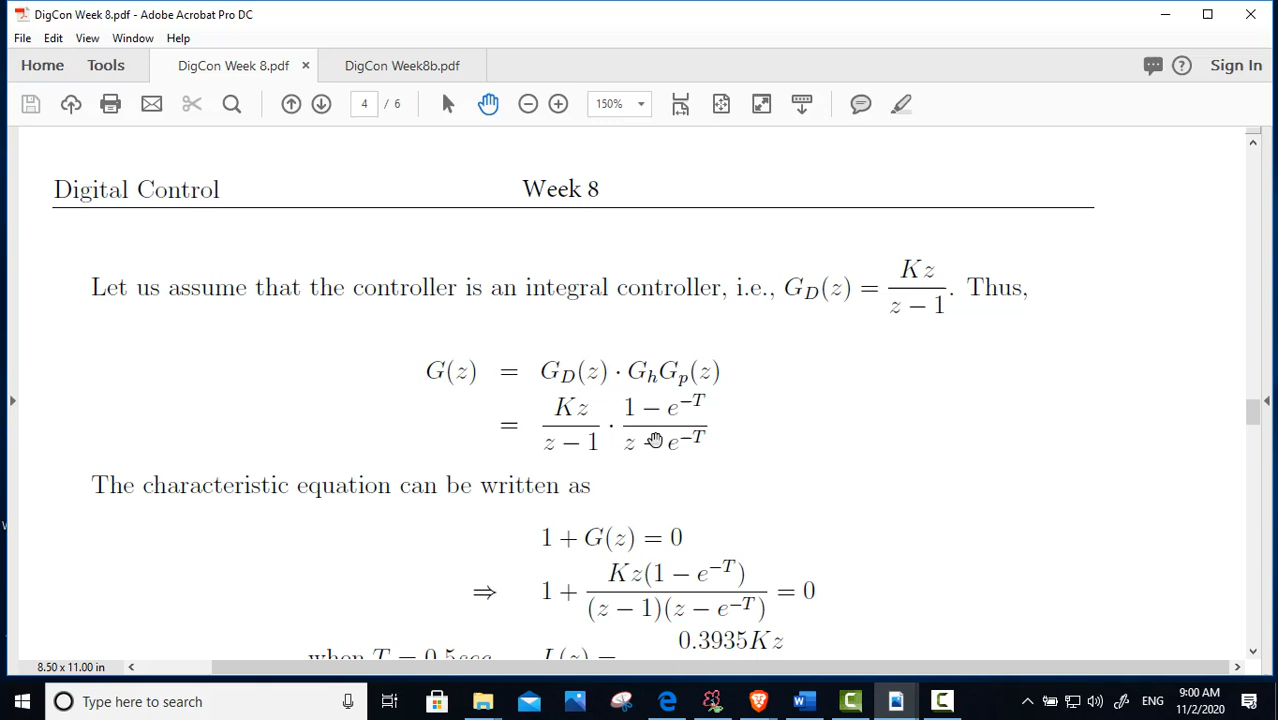 DigCon Week 8.pdf - Adobe Acrobat Pro DC
File Edit View Window Help
Home Tools DigCon Week 8.pdf × DigCon Week8b.pdf Sign In
4 / 6 150%
Digital Control Week 8
Let us assume that the controller is an integral controller, i.e., G_D(z) = Kz / (z − 1). Thus,
G(z) = G_D(z) · G_hG_p(z)
= Kz / (z − 1) · (1 − e^{−T}) / (z − e^{−T})
The characteristic equation can be written as
1 + G(z) = 0
⇒ 1 + Kz(1 − e^{−T}) / ((z − 1)(z − e^{−T})) = 0
when T = 0.5sec L(z) = 0.3935Kz
8.50 x 11.00 in
Type here to search ENG 9:00 AM
11/2/2020